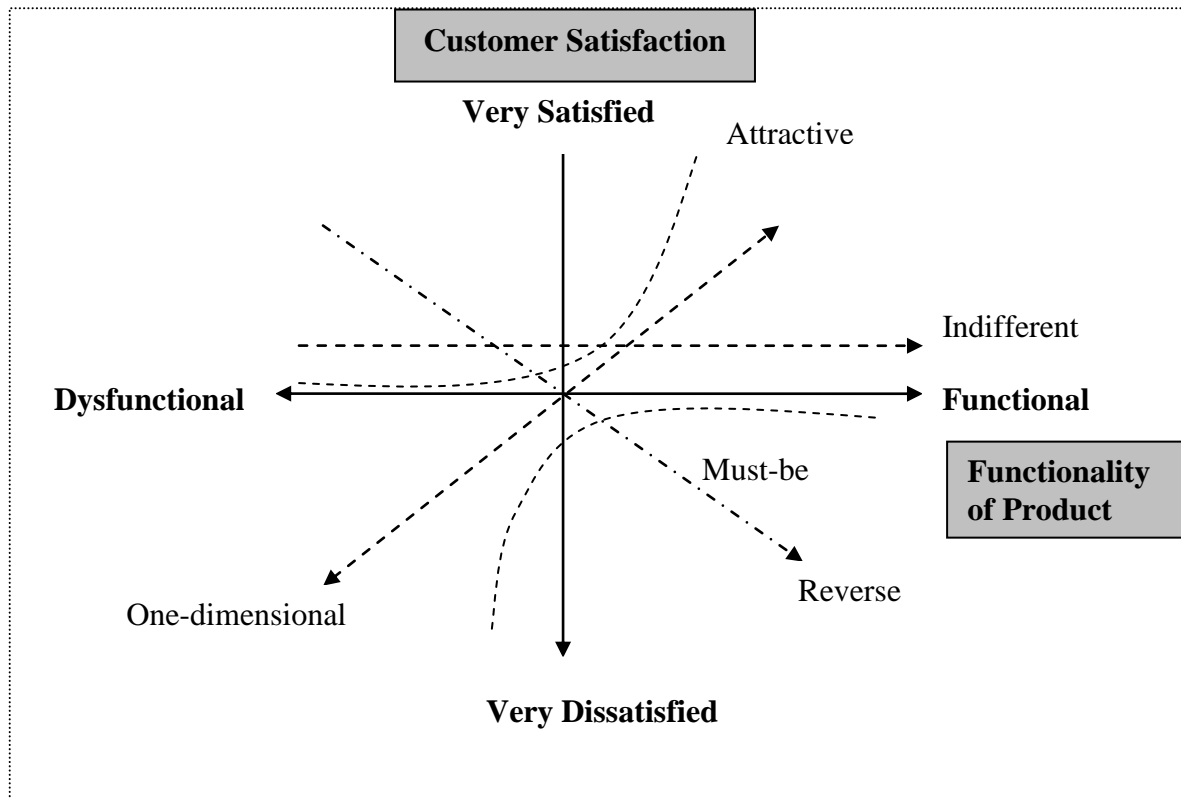 Customer Satisfaction
Very Satisfied
Attractive
Indifferent
Dysfunctional
Functional
Must-be
Functionality
of Product
Reverse
One-dimensional
Very Dissatisfied